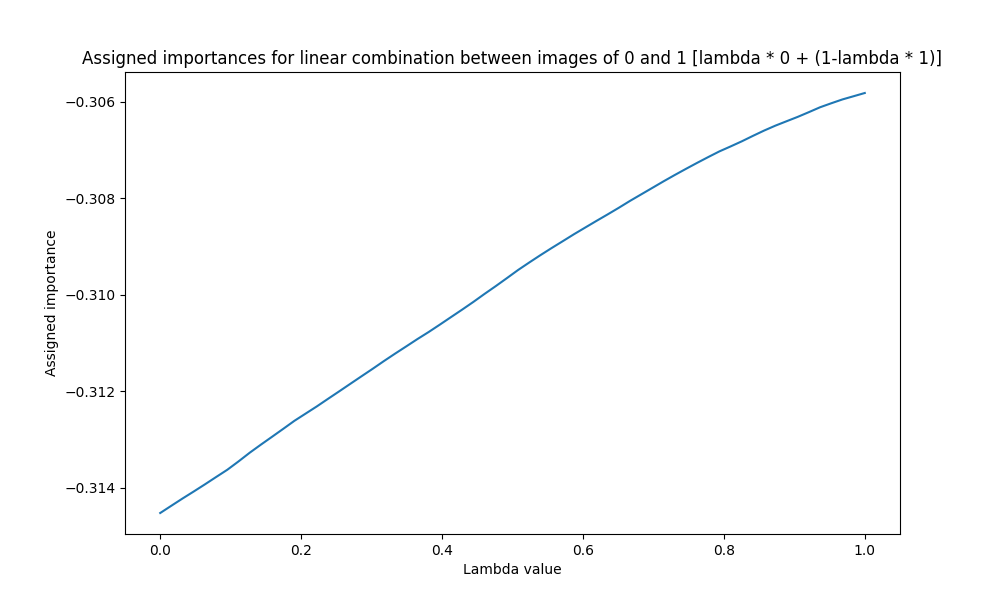 Assigned importances for linear combination between images of 0 and 1 [lambda * 0 + (1-lambda * 1)]
−0.306
−0.308
−0.310
−0.312
−0.314
Assigned importance
0.0 0.2 0.4 0.6 0.8 1.0
Lambda value